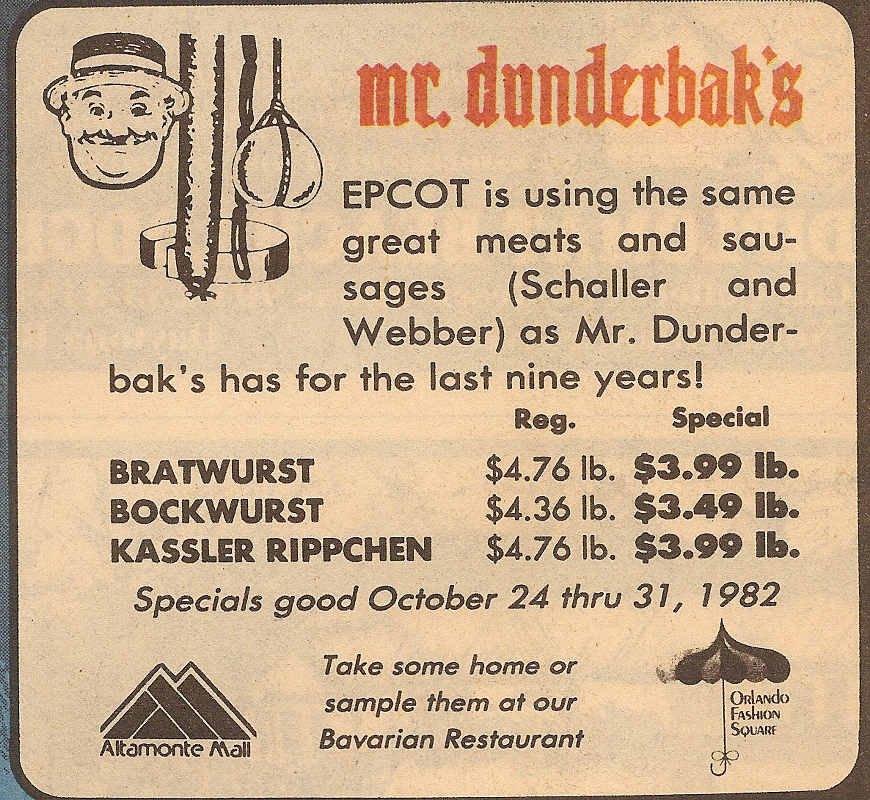 mr. dunderbak's
EPCOT is using the same
great meats and sau-
sages (Schaller and
Webber) as Mr. Dunder-
bak's has for the last nine years!
Reg. Special
BRATWURST $4.76 lb. $3.99 lb.
BOCKWURST $4.36 lb. $3.49 lb.
KASSLER RIPPCHEN $4.76 lb. $3.99 lb.
Specials good October 24 thru 31, 1982
Take some home or
sample them at our
Bavarian Restaurant
Altamonte Mall
Orlando
Fashion
Square